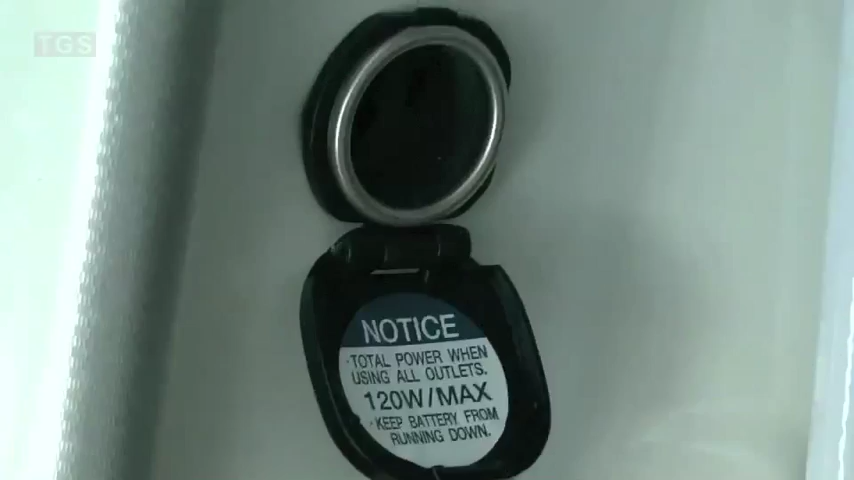 TGS
NOTICE
·TOTAL POWER WHEN
USING ALL OUTLETS.
120W/MAX
·KEEP BATTERY FROM
RUNNING DOWN.